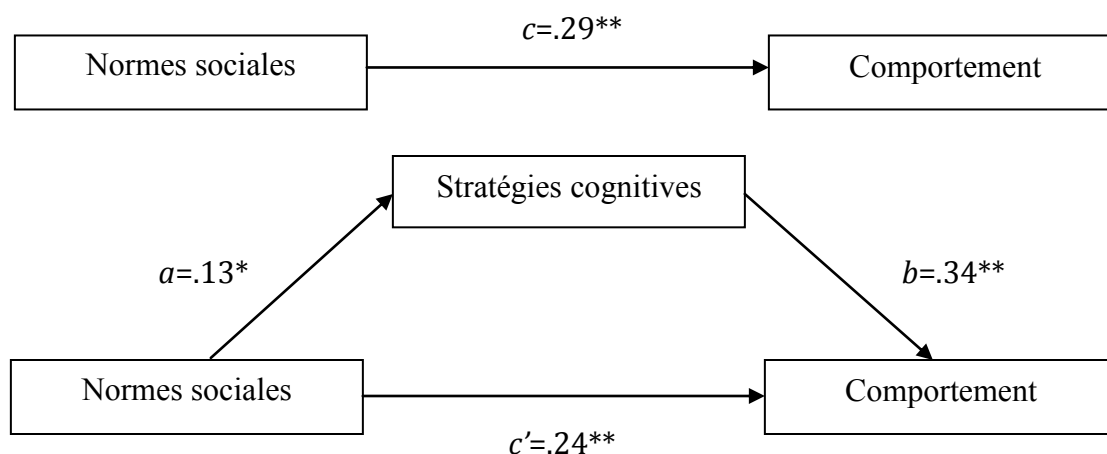 c=.29**
Normes sociales
Comportement
Stratégies cognitives
a=.13*
b=.34**
Normes sociales
Comportement
c’=.24**